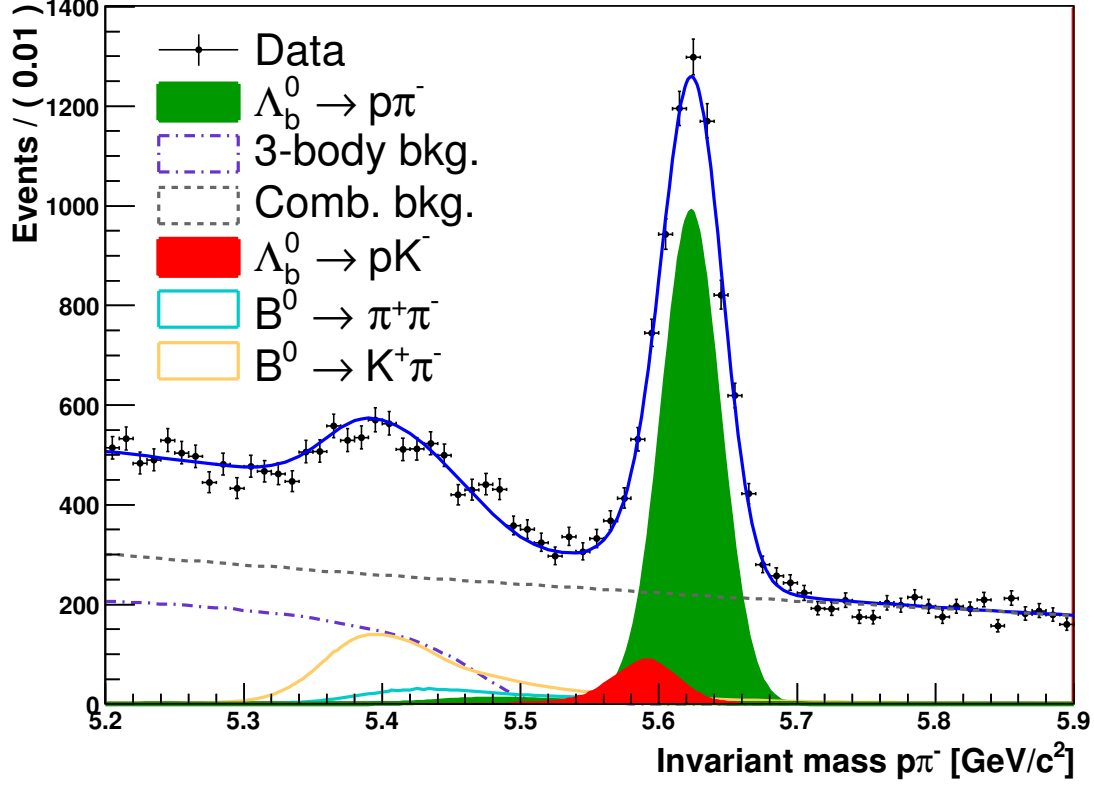 Events / ( 0.01 )
1400
1200
1000
800
600
400
200
0
Data
Λ⁰_b → pπ⁻
3-body bkg.
Comb. bkg.
Λ⁰_b → pK⁻
B⁰ → π⁺π⁻
B⁰ → K⁺π⁻
5.2 5.3 5.4 5.5 5.6 5.7 5.8 5.9
Invariant mass pπ⁻ [GeV/c²]